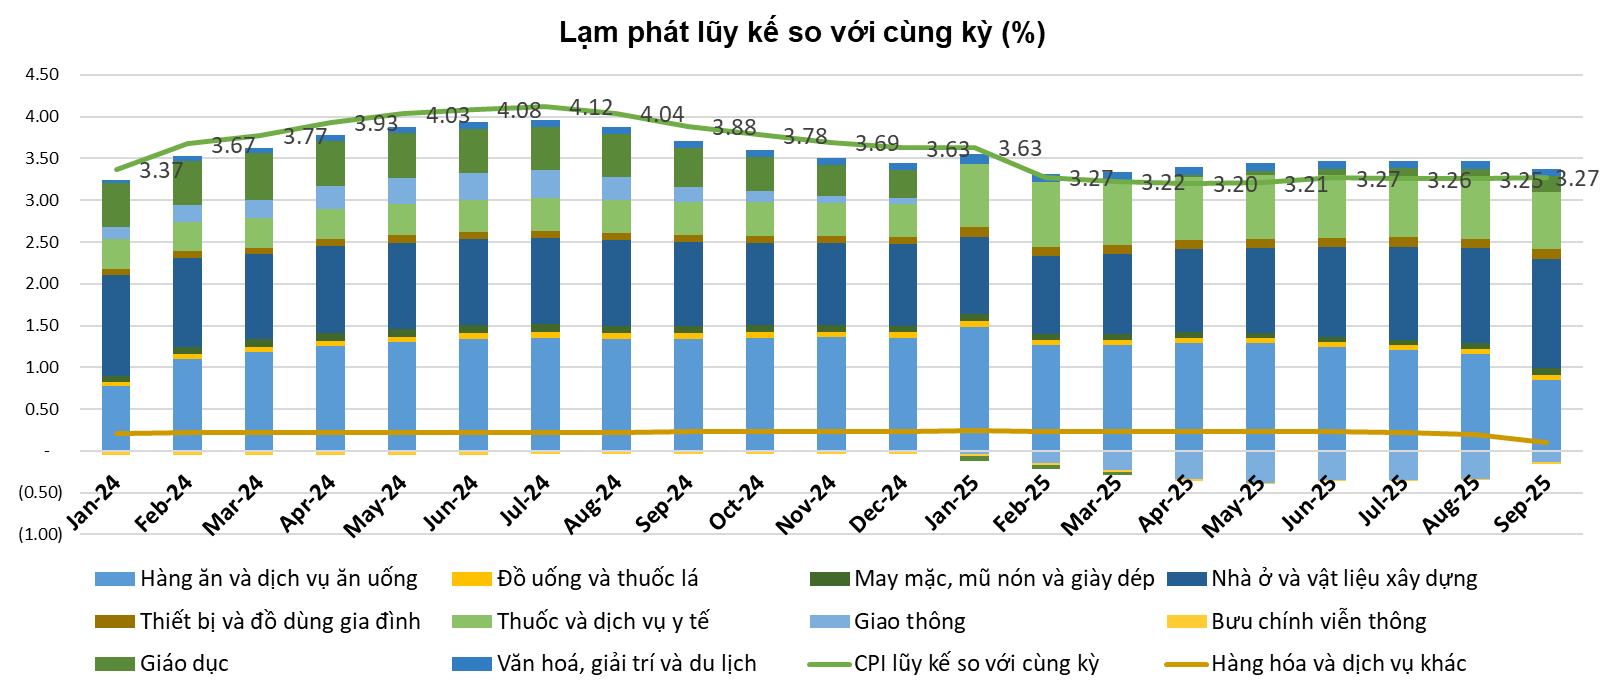 Lạm phát lũy kế so với cùng kỳ (%)
4.50
4.00
3.50
3.00
2.50
2.00
1.50
1.00
0.50
-
(0.50)
(1.00)
3.37
3.67
3.77
3.93
4.03
4.08
4.12
4.04
3.88
3.78
3.69
3.63
3.63
3.27
3.22
3.20
3.21
3.27
3.26
3.25
3.27
Jan-24
Feb-24
Mar-24
Apr-24
May-24
Jun-24
Jul-24
Aug-24
Sep-24
Oct-24
Nov-24
Dec-24
Jan-25
Feb-25
Mar-25
Apr-25
May-25
Jun-25
Jul-25
Aug-25
Sep-25
Hàng ăn và dịch vụ ăn uống
Đồ uống và thuốc lá
May mặc, mũ nón và giày dép
Nhà ở và vật liệu xây dựng
Thiết bị và đồ dùng gia đình
Thuốc và dịch vụ y tế
Giao thông
Bưu chính viễn thông
Giáo dục
Văn hoá, giải trí và du lịch
CPI lũy kế so với cùng kỳ
Hàng hóa và dịch vụ khác